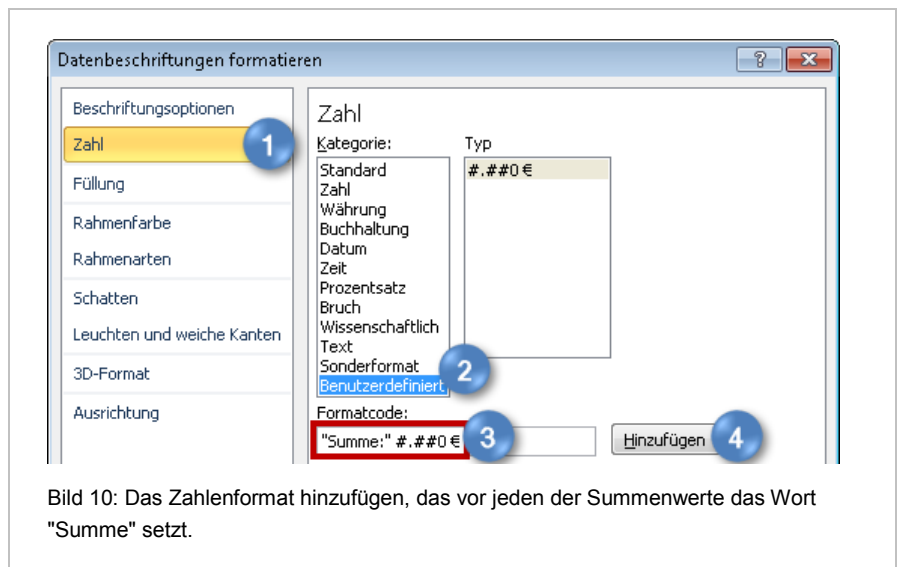 Datenbeschriftungen formatieren
?
Beschriftungsoptionen
Zahl
1
Füllung
Rahmenfarbe
Rahmenarten
Schatten
Leuchten und weiche Kanten
3D-Format
Ausrichtung
Zahl
Kategorie:
Standard
Zahl
Währung
Buchhaltung
Datum
Zeit
Prozentsatz
Bruch
Wissenschaftlich
Text
Sonderformat
Benutzerdefiniert
2
Typ
#.##0 €
Formatcode:
"Summe:" #.##0 €
3
Hinzufügen
4
Bild 10: Das Zahlenformat hinzufügen, das vor jeden der Summenwerte das Wort
"Summe" setzt.